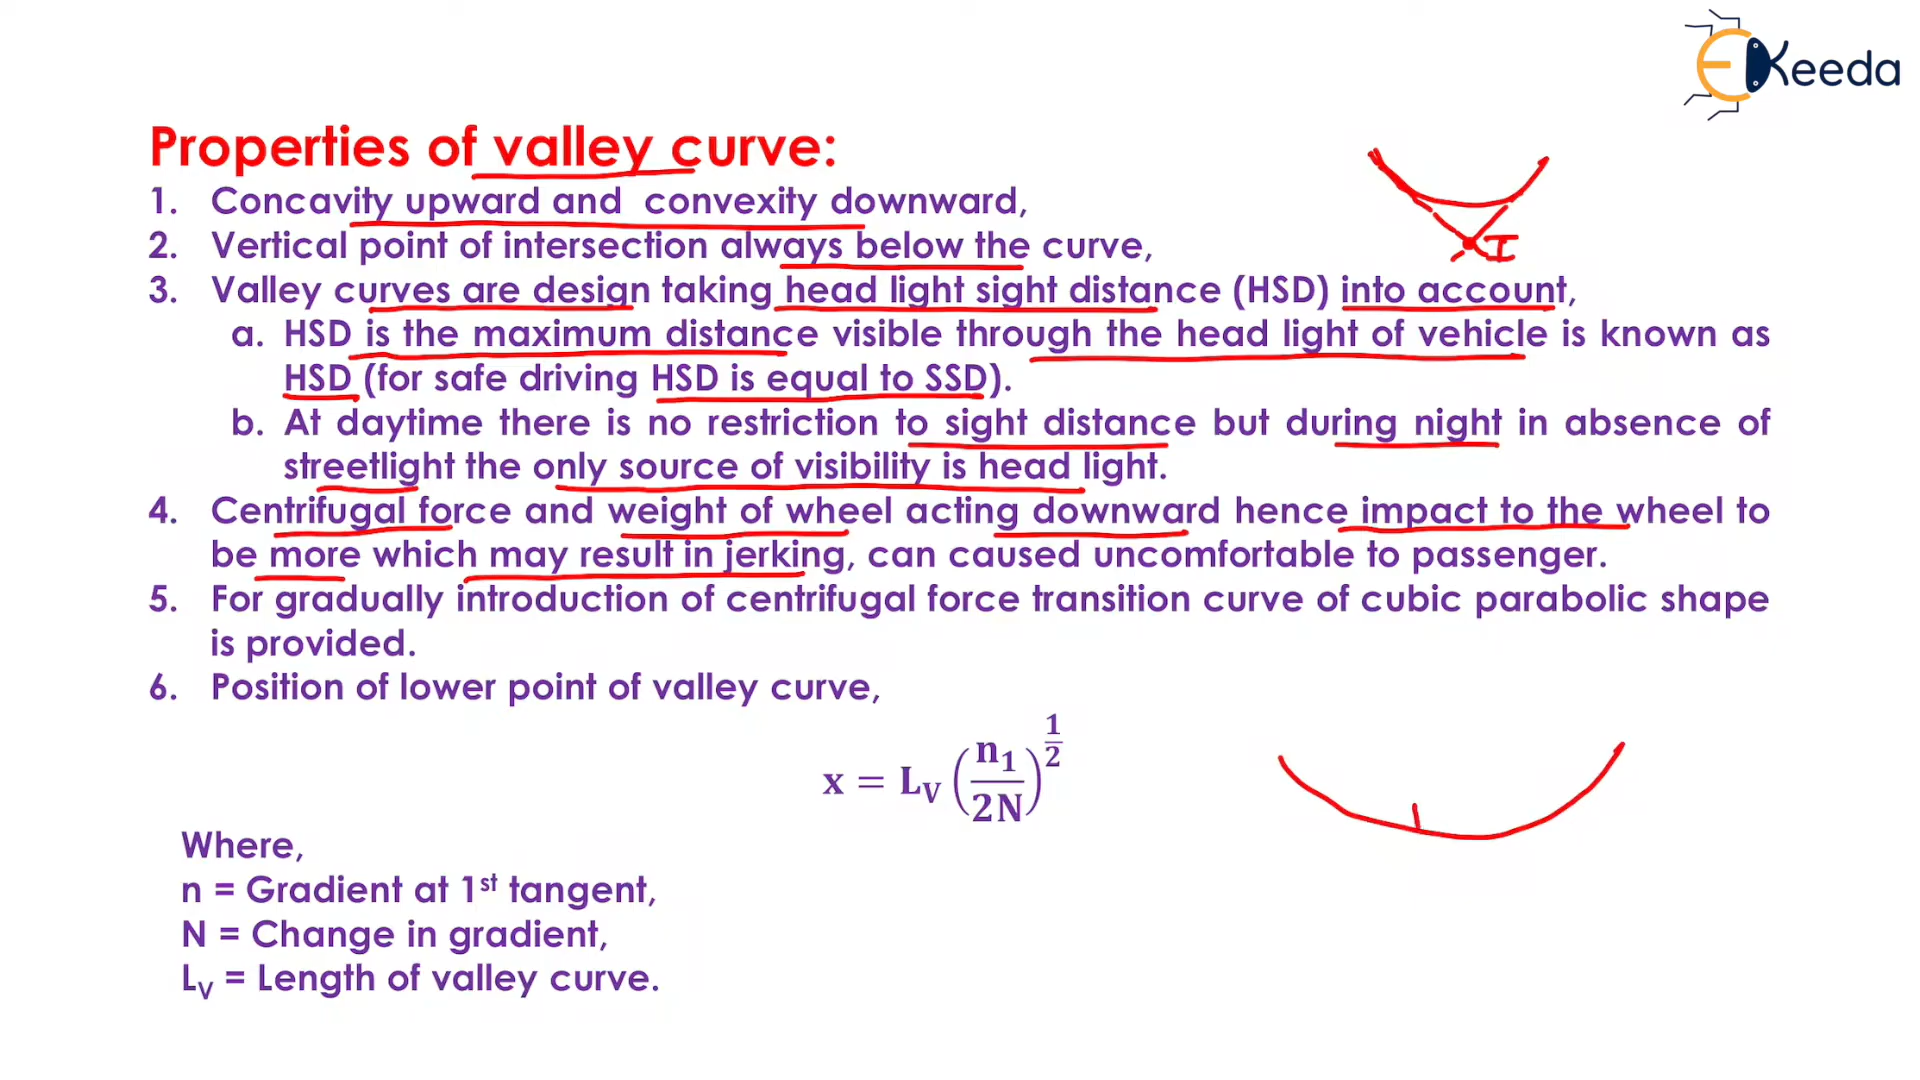 EKeeda
Properties of valley curve:
1. Concavity upward and convexity downward,
2. Vertical point of intersection always below the curve,
I
3. Valley curves are design taking head light sight distance (HSD) into account,
a. HSD is the maximum distance visible through the head light of vehicle is known as
HSD (for safe driving HSD is equal to SSD).
b. At daytime there is no restriction to sight distance but during night in absence of
streetlight the only source of visibility is head light.
4. Centrifugal force and weight of wheel acting downward hence impact to the wheel to
be more which may result in jerking, can caused uncomfortable to passenger.
5. For gradually introduction of centrifugal force transition curve of cubic parabolic shape
is provided.
6. Position of lower point of valley curve,
x = L_V (n_1/2N)^(1/2)
Where,
n = Gradient at 1st tangent,
N = Change in gradient,
L_V = Length of valley curve.